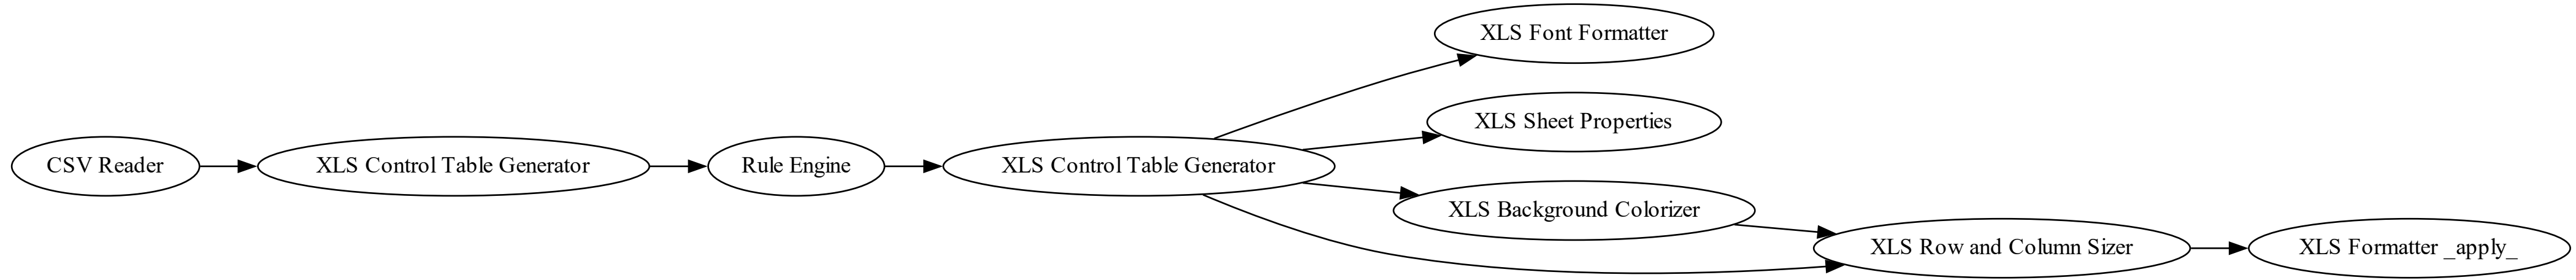 CSV Reader
XLS Control Table Generator
Rule Engine
XLS Control Table Generator
XLS Font Formatter
XLS Sheet Properties
XLS Background Colorizer
XLS Row and Column Sizer
XLS Formatter _apply_